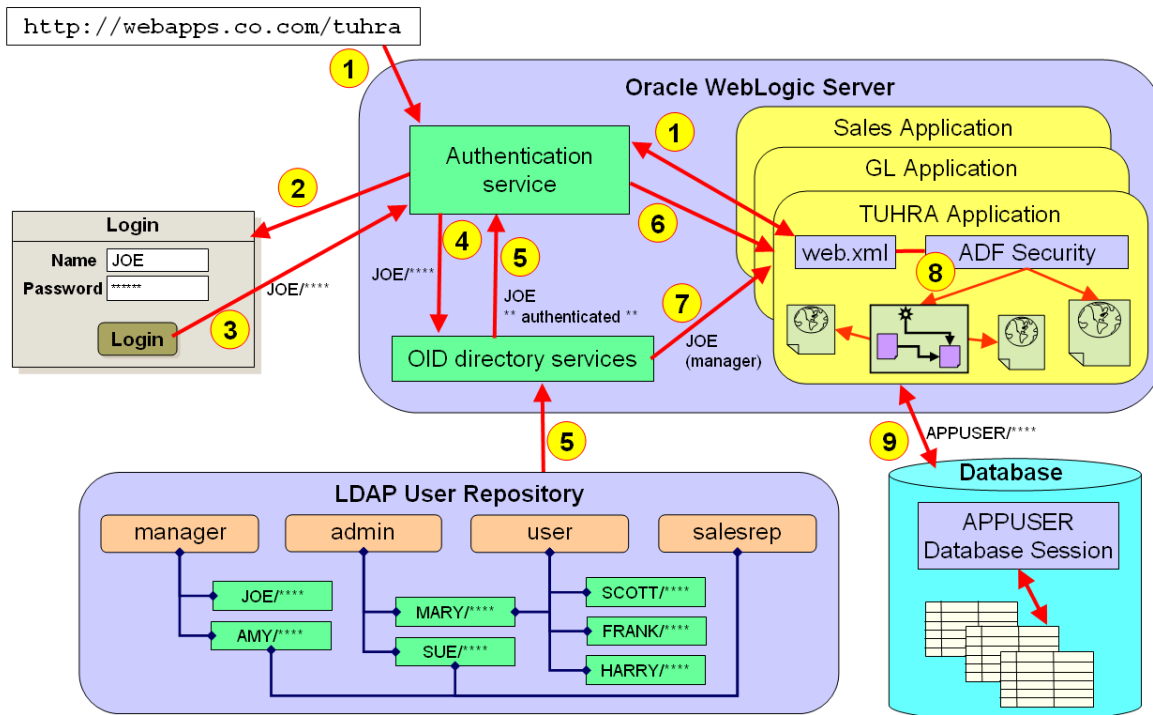 http://webapps.co.com/tuhra
1
Oracle WebLogic Server
Authentication
service
1
Sales Application
GL Application
TUHRA Application
web.xml
ADF Security
8
2
Login
Name JOE
Password ******
Login
3
JOE/****
4
JOE/****
5
JOE
** authenticated **
6
7
JOE
(manager)
OID directory services
5
9
APPUSER/****
LDAP User Repository
manager
admin
user
salesrep
JOE/****
AMY/****
MARY/****
SUE/****
SCOTT/****
FRANK/****
HARRY/****
Database
APPUSER
Database Session